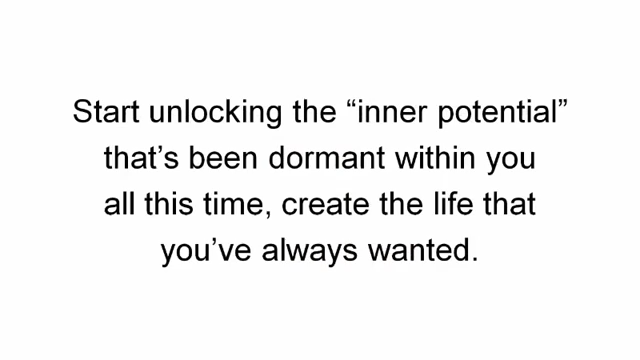 Start unlocking the “inner potential”
that’s been dormant within you
all this time, create the life that
you’ve always wanted.